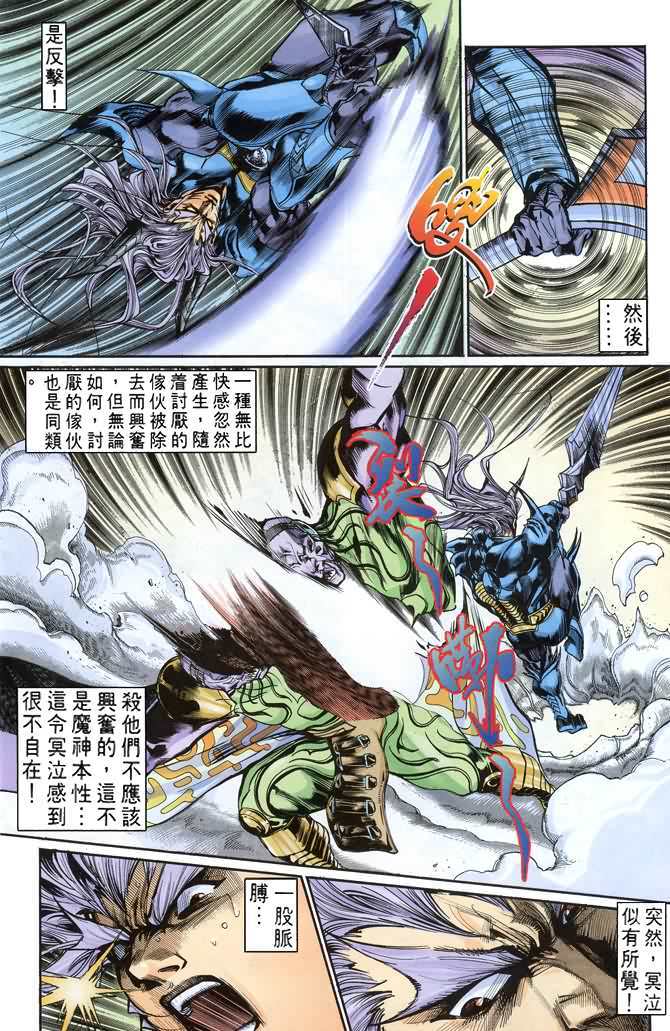 然後
……
是反擊！
一種無比
快感忽然
產生，隨
着討厭的
傢伙被除
去而興奮
，但無論
如何，討
厭的傢伙
也是同類
。
裂
嘶
殺他們不應該
興奮的，這不
是魔神本性…
這令冥泣感到
很不自在！
突然，冥泣
似有所覺！
一股脈
膊…